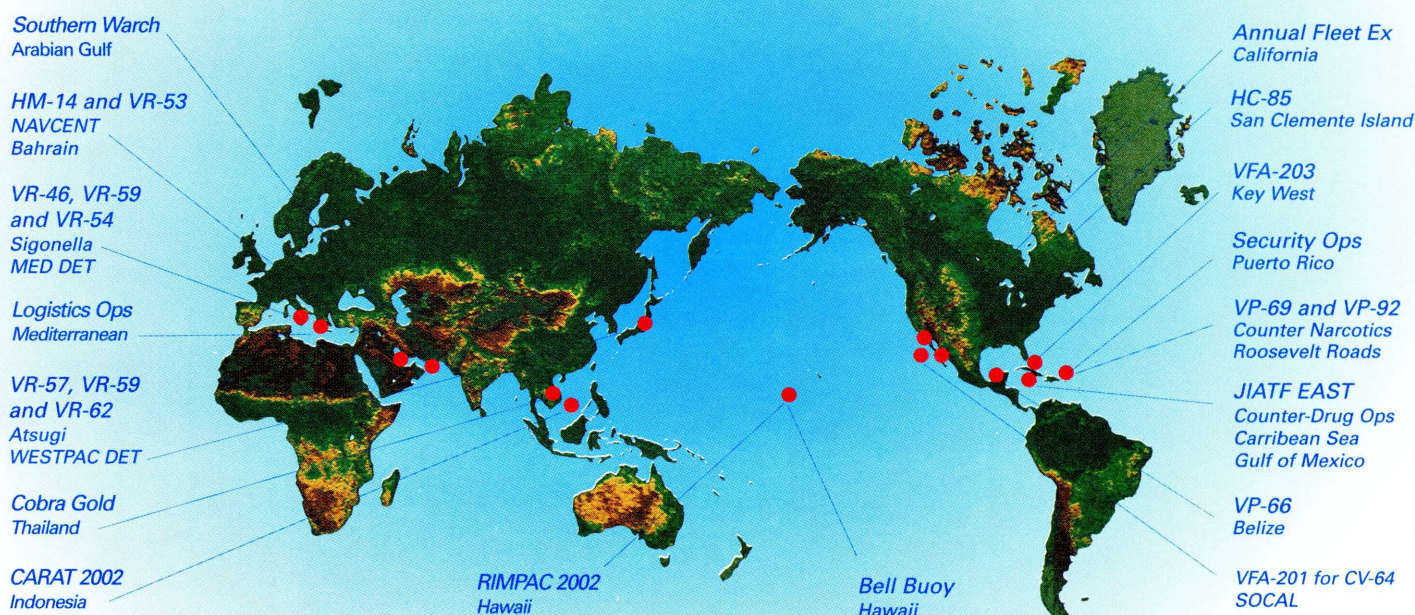 Southern Warch
Arabian Gulf
HM-14 and VR-53
NAVCENT
Bahrain
VR-46, VR-59
and VR-54
Sigonella
MED DET
Logistics Ops
Mediterranean
VR-57, VR-59
and VR-62
Atsugi
WESTPAC DET
Cobra Gold
Thailand
CARAT 2002
Indonesia
RIMPAC 2002
Hawaii
Bell Buoy
Hawaii
Annual Fleet Ex
California
HC-85
San Clemente Island
VFA-203
Key West
Security Ops
Puerto Rico
VP-69 and VP-92
Counter Narcotics
Roosevelt Roads
JIATF EAST
Counter-Drug Ops
Carribean Sea
Gulf of Mexico
VP-66
Belize
VFA-201 for CV-64
SOCAL